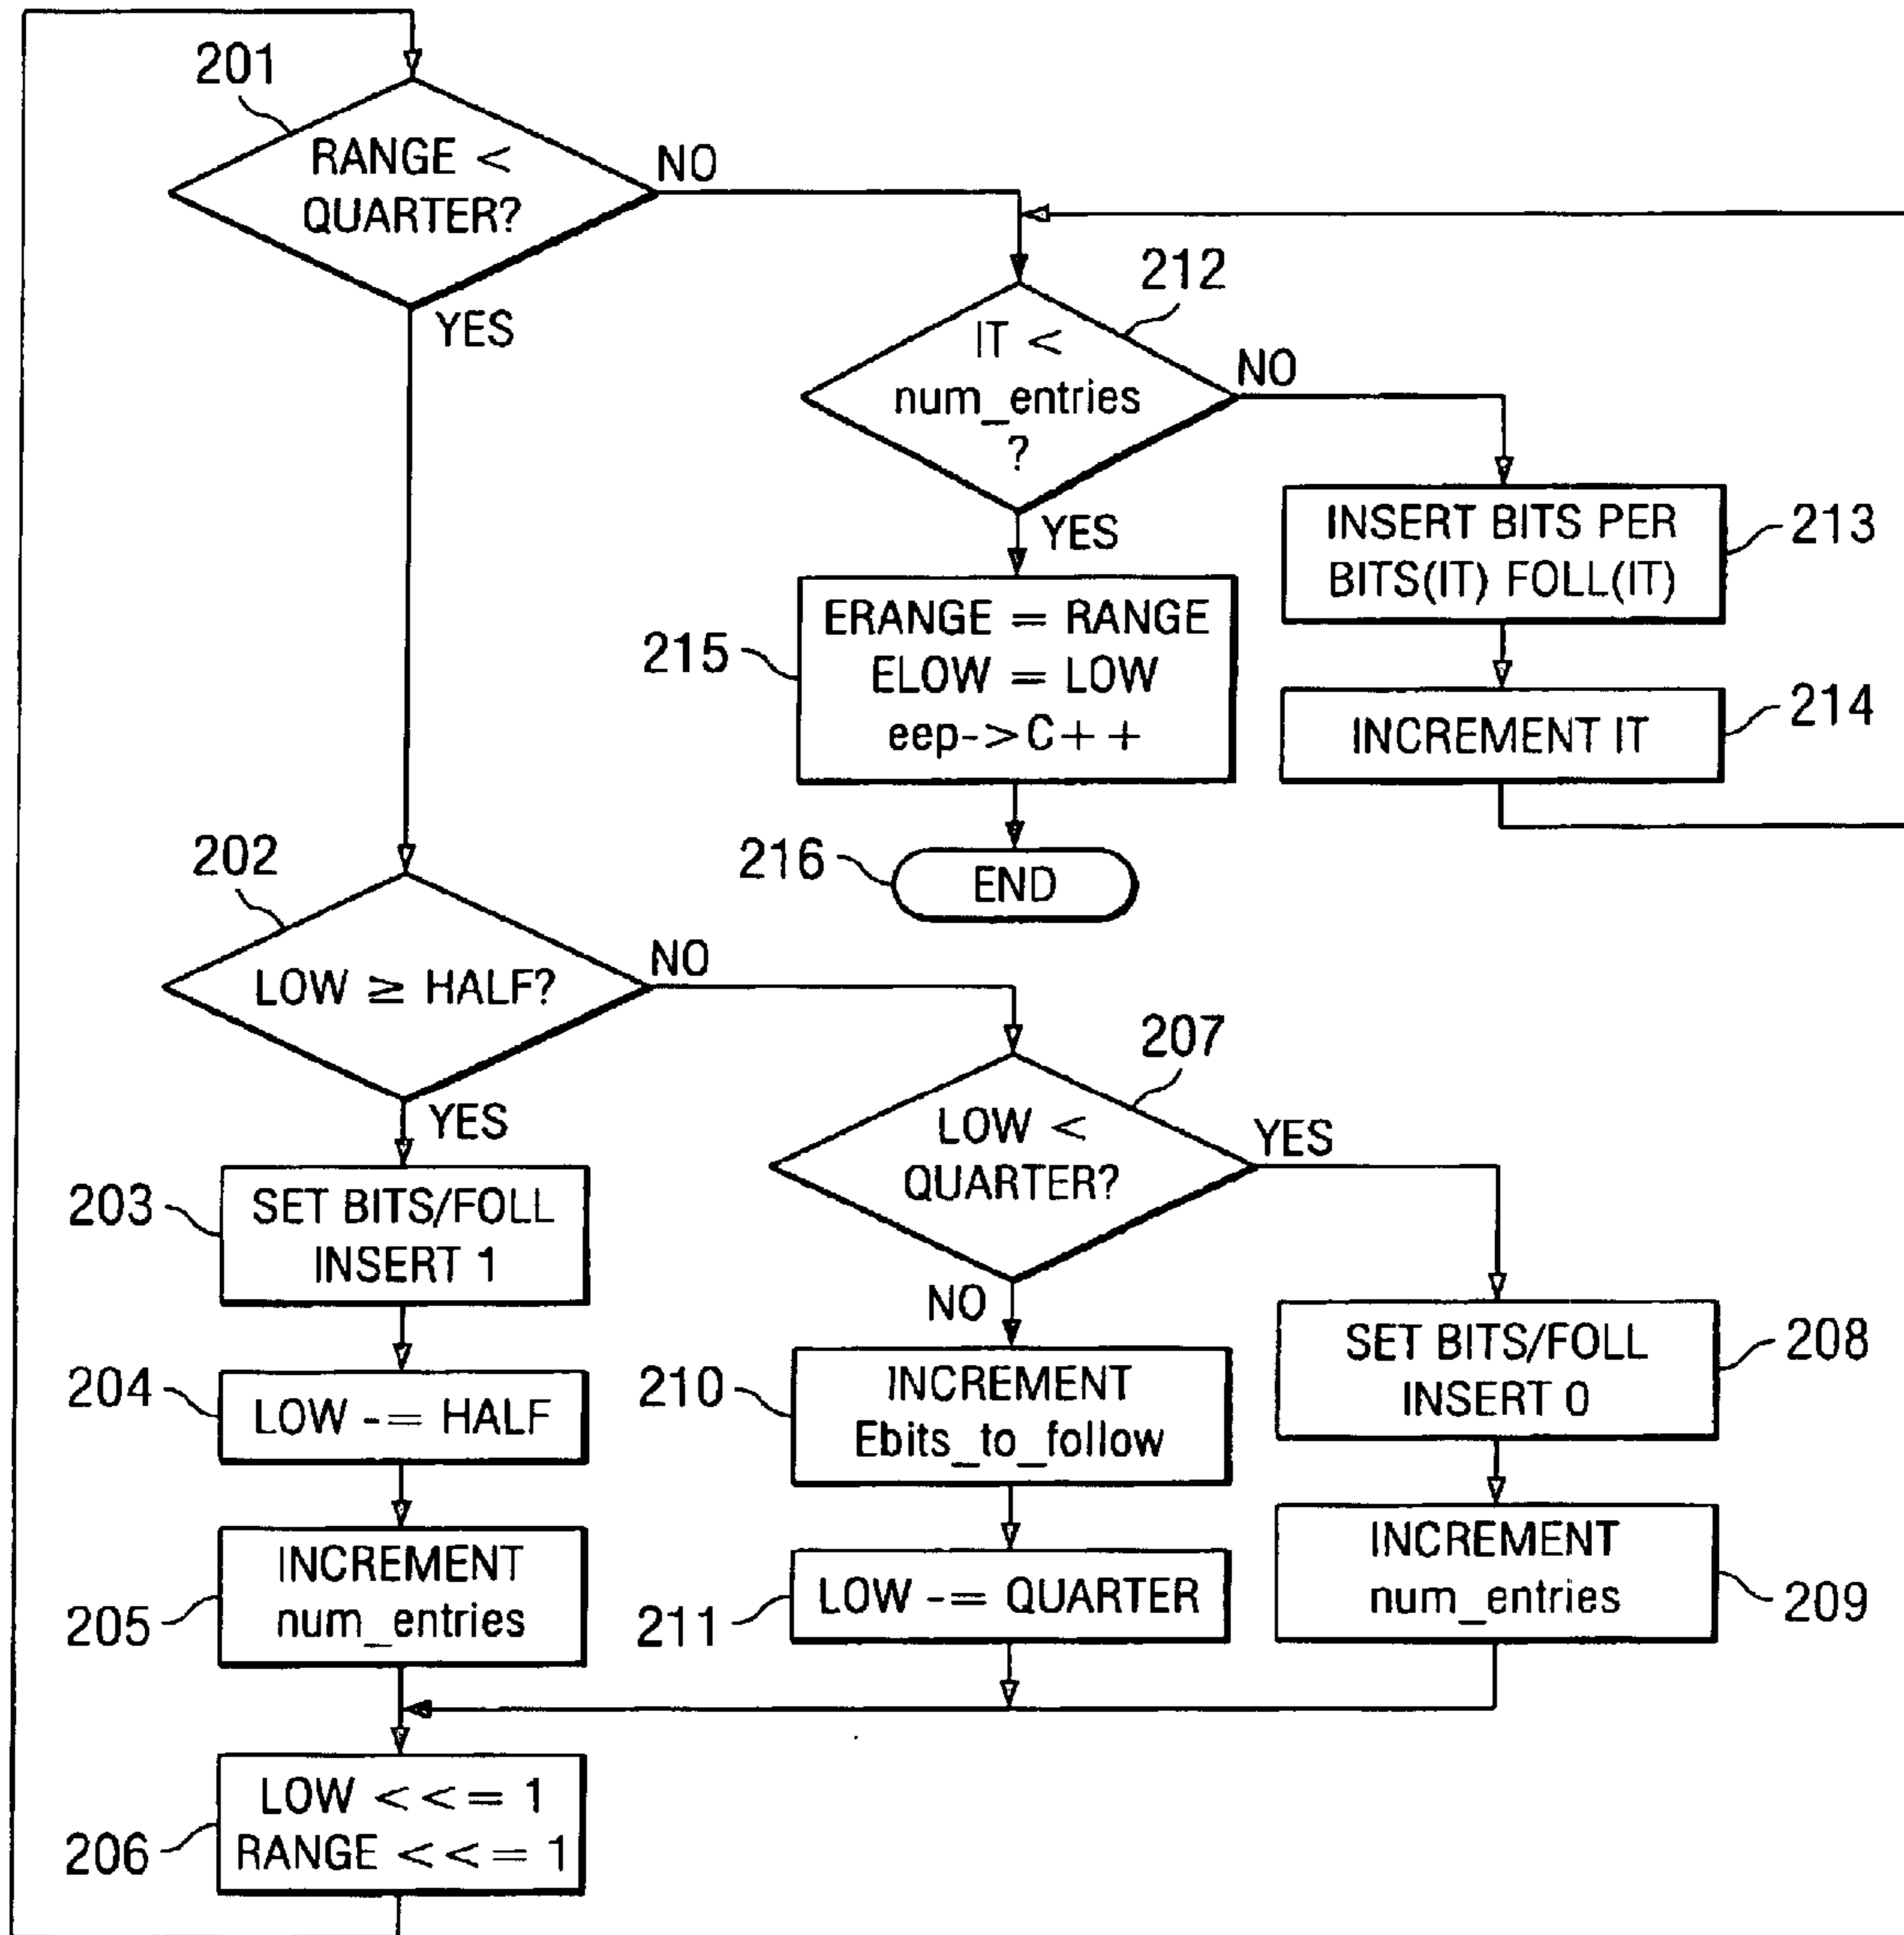 201
RANGE <
QUARTER?
NO
YES
212
IT <
num_entries
?
NO
YES
INSERT BITS PER
BITS(IT) FOLL(IT)
213
INCREMENT IT
214
215
ERANGE = RANGE
ELOW = LOW
eep->C++
216
END
202
LOW ≥ HALF?
NO
YES
207
LOW <
QUARTER?
YES
NO
203
SET BITS/FOLL
INSERT 1
204
LOW -= HALF
205
INCREMENT
num_entries
210
INCREMENT
Ebits_to_follow
211
LOW -= QUARTER
SET BITS/FOLL
INSERT 0
208
INCREMENT
num_entries
209
206
LOW <<= 1
RANGE <<= 1